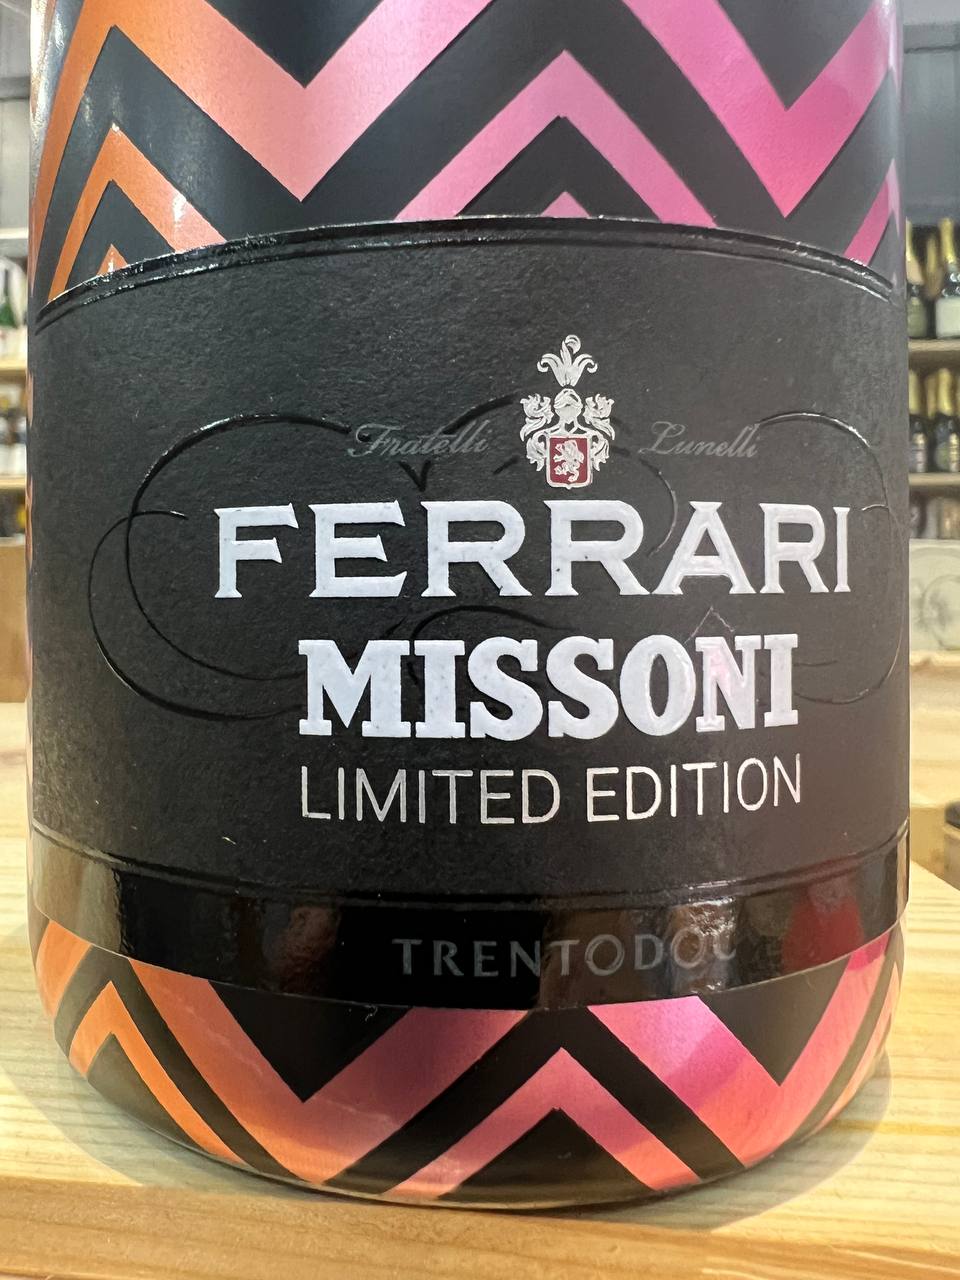 Fratelli Lunelli
FERRARI
MISSONI
LIMITED EDITION
TRENTODOC